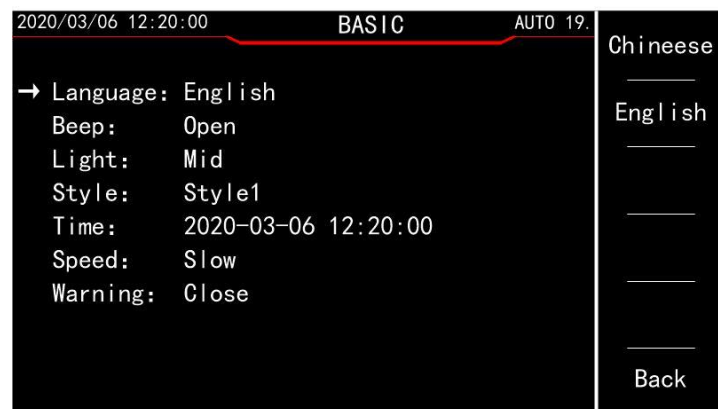 2020/03/06 12:20:00 BASIC AUTO 19.
→ Language: English
Beep: Open
Light: Mid
Style: Style1
Time: 2020-03-06 12:20:00
Speed: Slow
Warning: Close
Chineese
English
Back